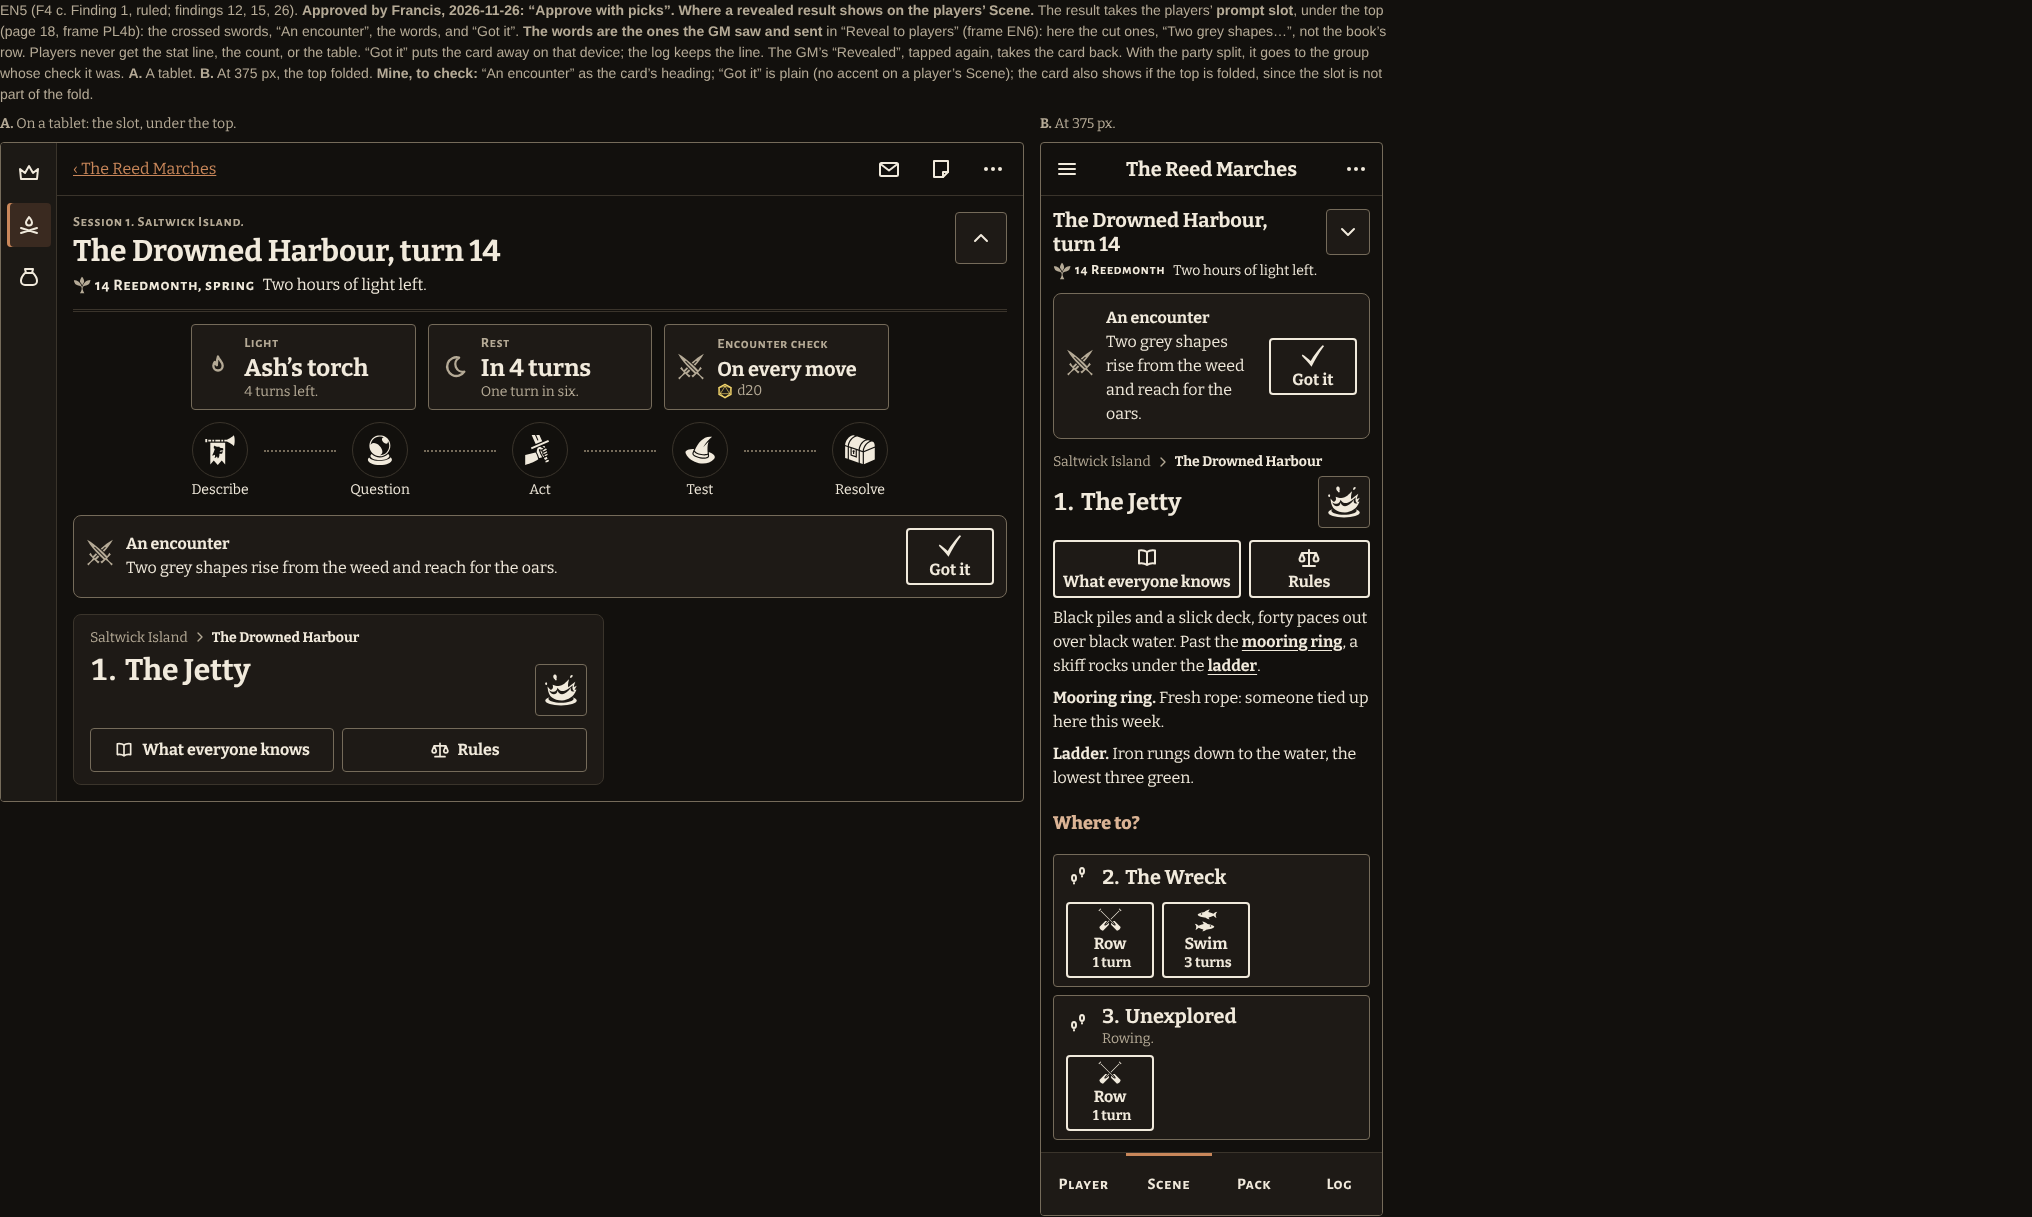 EN5 (F4 c. Finding 1, ruled; findings 12, 15, 26). Approved by Francis, 2026-11-26: “Approve with picks”. Where a revealed result shows on the players’ Scene. The result takes the players’ prompt slot, under the top
(page 18, frame PL4b): the crossed swords, “An encounter”, the words, and “Got it”. The words are the ones the GM saw and sent in “Reveal to players” (frame EN6): here the cut ones, “Two grey shapes…”, not the book’s
row. Players never get the stat line, the count, or the table. “Got it” puts the card away on that device; the log keeps the line. The GM’s “Revealed”, tapped again, takes the card back. With the party split, it goes to the group
whose check it was. A. A tablet. B. At 375 px, the top folded. Mine, to check: “An encounter” as the card’s heading; “Got it” is plain (no accent on a player’s Scene); the card also shows if the top is folded, since the slot is not
part of the fold.
A. On a tablet: the slot, under the top.
‹ The Reed Marches
Session 1. Saltwick Island.
The Drowned Harbour, turn 14
14 Reedmonth, spring Two hours of light left.
Light
Ash’s torch
4 turns left.
Rest
In 4 turns
One turn in six.
Encounter check
On every move
d20
Describe
Question
Act
Test
Resolve
An encounter
Two grey shapes rise from the weed and reach for the oars.
Got it
Saltwick Island > The Drowned Harbour
1. The Jetty
What everyone knows
Rules
B. At 375 px.
The Reed Marches
The Drowned Harbour,
turn 14
14 Reedmonth Two hours of light left.
An encounter
Two grey shapes
rise from the weed
and reach for the
oars.
Got it
Saltwick Island > The Drowned Harbour
1. The Jetty
What everyone knows
Rules
Black piles and a slick deck, forty paces out
over black water. Past the mooring ring, a
skiff rocks under the ladder.
Mooring ring. Fresh rope: someone tied up
here this week.
Ladder. Iron rungs down to the water, the
lowest three green.
Where to?
2. The Wreck
Row
1 turn
Swim
3 turns
3. Unexplored
Rowing.
Row
1 turn
Player
Scene
Pack
Log